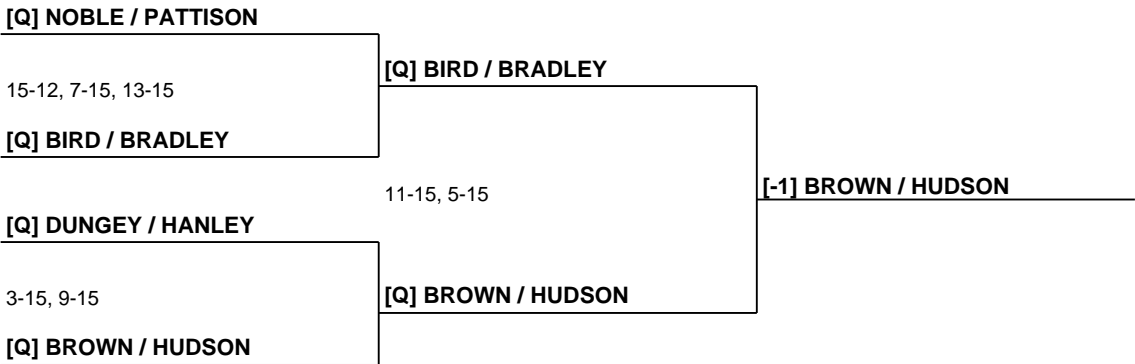 [Q] NOBLE / PATTISON
15-12, 7-15, 13-15
[Q] BIRD / BRADLEY
[Q] DUNGEY / HANLEY
3-15, 9-15
[Q] BROWN / HUDSON
[Q] BIRD / BRADLEY
11-15, 5-15
[Q] BROWN / HUDSON
[-1] BROWN / HUDSON